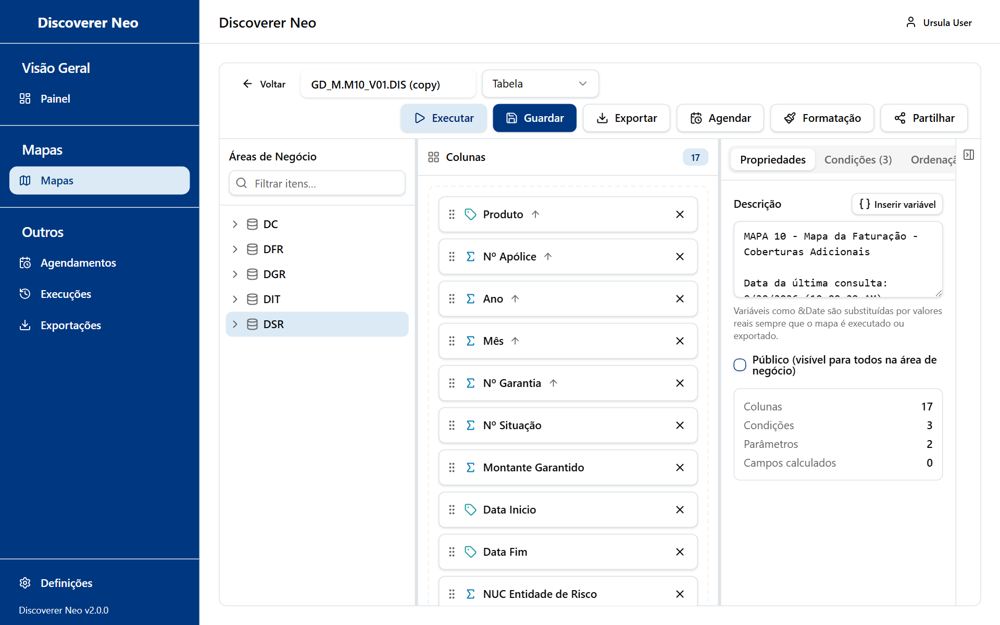 Discoverer Neo
Visão Geral
Painel
Mapas
Mapas
Outros
Agendamentos
Execuções
Exportações
Definições
Discoverer Neo v2.0.0
Discoverer Neo
Ursula User
Voltar
GD_M.M10_V01.DIS (copy)
Tabela
Executar
Guardar
Exportar
Agendar
Formatação
Partilhar
Áreas de Negócio
Filtrar itens...
DC
DFR
DGR
DIT
DSR
Colunas
17
Produto
Nº Apólice
Ano
Mês
Nº Garantia
Nº Situação
Montante Garantido
Data Inicio
Data Fim
NUC Entidade de Risco
Propriedades
Condições (3)
Ordenaçã
Descrição
{} Inserir variável
MAPA 10 - Mapa da Faturação -
Coberturas Adicionais
Data da última consulta:
Variáveis como &Date são substituídas por valores
reais sempre que o mapa é executado ou
exportado.
Público (visível para todos na área de
negócio)
Colunas 17
Condições 3
Parâmetros 2
Campos calculados 0